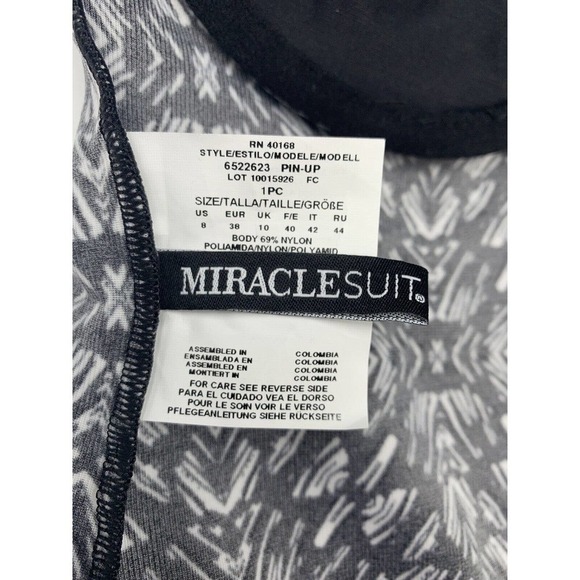 RN 40168
STYLE/ESTILO/MODELE/MODELL
6522623 PIN-UP
LOT 10015926 FC
1PC
SIZE/TALLA/TAILLE/GRÖßE
US EUR UK F/E IT RU
8 38 10 40 42 44
BODY 69% NYLON
POLIAMIDA/NYLON/POLYAMID
MIRACLESUIT®
ASSEMBLED IN COLOMBIA
ENSAMBLADA EN COLOMBIA
ASSEMBLED EN COLOMBIA
MONTIERT IN COLOMBIA
FOR CARE SEE REVERSE SIDE
PARA EL CUIDADO VEA EL DORSO
POUR LE SOIN VOIR LE VERSO
PFLEGEANLEITUNG SIEHE RÜCKSEITE